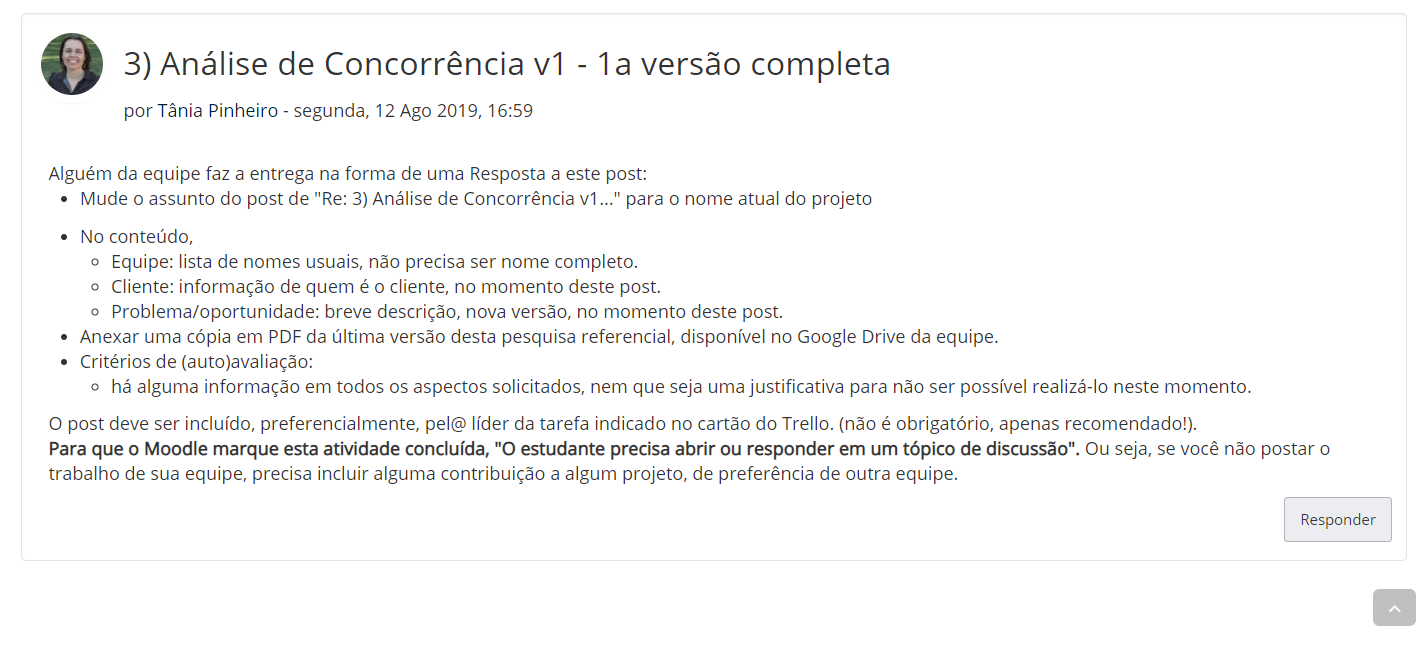 3) Análise de Concorrência v1 - 1a versão completa
por Tânia Pinheiro - segunda, 12 Ago 2019, 16:59
Alguém da equipe faz a entrega na forma de uma Resposta a este post:
• Mude o assunto do post de "Re: 3) Análise de Concorrência v1..." para o nome atual do projeto
• No conteúdo,
◦ Equipe: lista de nomes usuais, não precisa ser nome completo.
◦ Cliente: informação de quem é o cliente, no momento deste post.
◦ Problema/oportunidade: breve descrição, nova versão, no momento deste post.
• Anexar uma cópia em PDF da última versão desta pesquisa referencial, disponível no Google Drive da equipe.
• Critérios de (auto)avaliação:
◦ há alguma informação em todos os aspectos solicitados, nem que seja uma justificativa para não ser possível realizá-lo neste momento.
O post deve ser incluído, preferencialmente, pel@ líder da tarefa indicado no cartão do Trello. (não é obrigatório, apenas recomendado!).
Para que o Moodle marque esta atividade concluída, "O estudante precisa abrir ou responder em um tópico de discussão". Ou seja, se você não postar o
trabalho de sua equipe, precisa incluir alguma contribuição a algum projeto, de preferência de outra equipe.
Responder